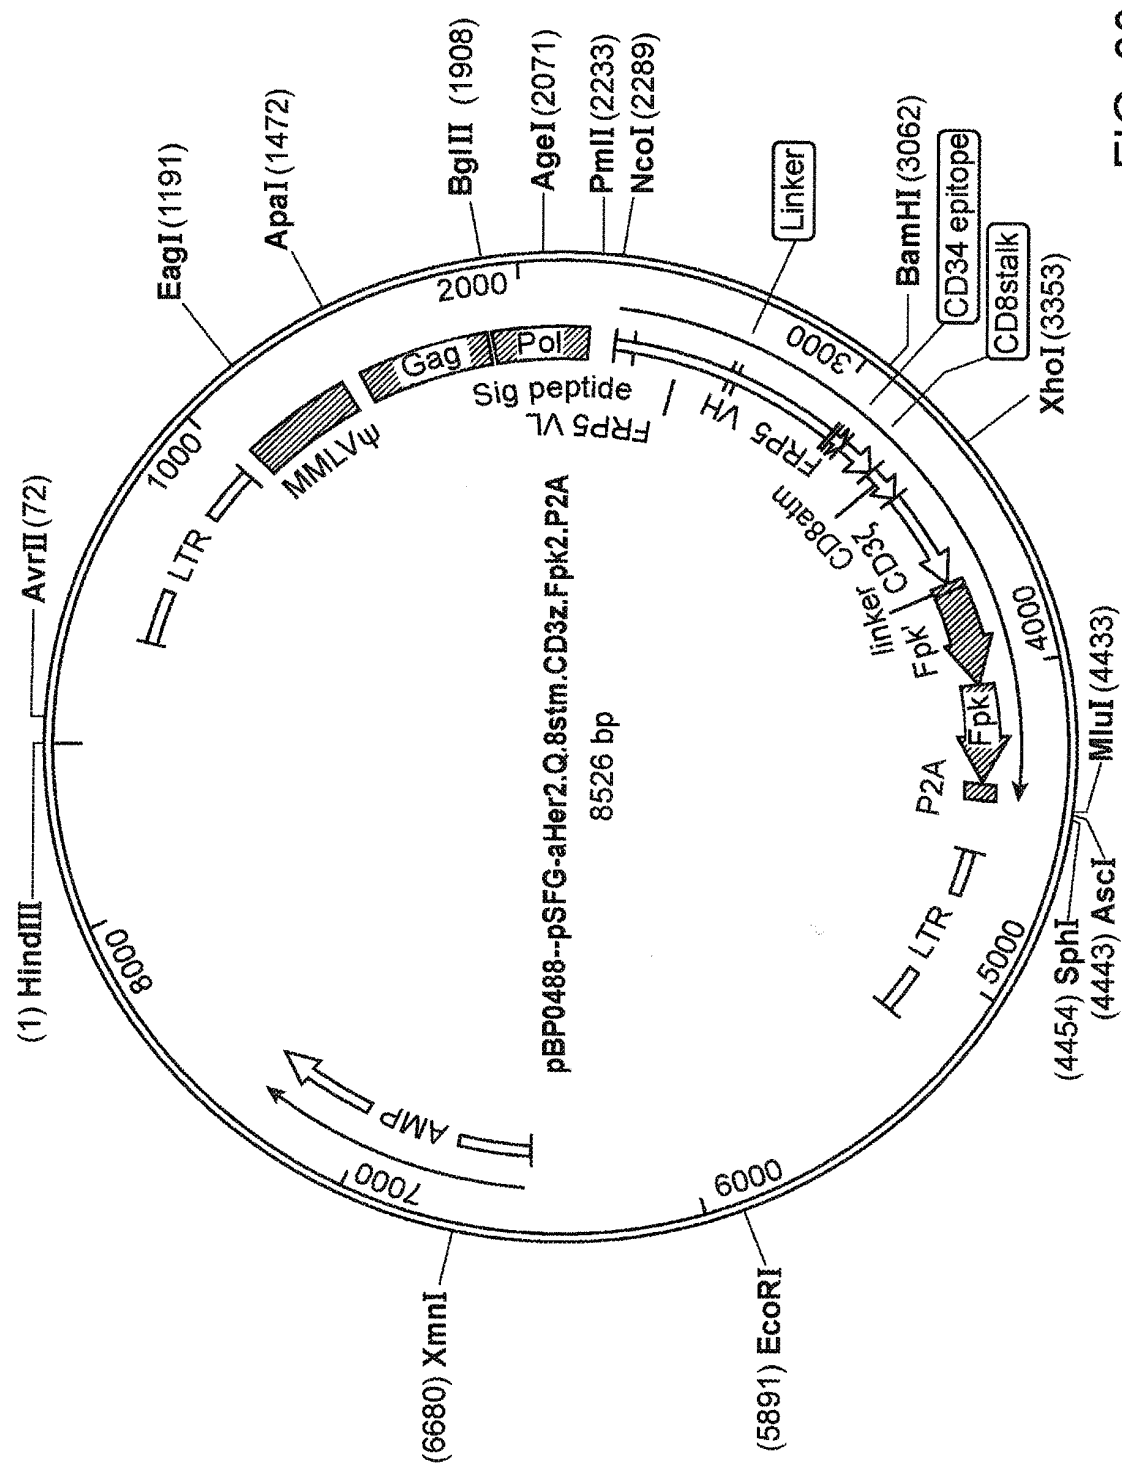 (1) HindIII
AvrII (72)
EagI (1191)
ApaI (1472)
BglII (1908)
AgeI (2071)
PmlI (2233)
NcoI (2289)
Linker
BamHI (3062)
CD34 epitope
CD8stalk
XhoI (3353)
MluI (4433)
(4443) AscI
(4454) SphI
(5891) EcoRI
(6680) XmnI
1000
2000
3000
4000
5000
6000
7000
8000
LTR
MMLVψ
Gag
Pol
Sig peptide
FRP5 VL
FRP5 VH
CD8atm
CD3ζ
linker
Fpk'
Fpk
P2A
LTR
AMP
pBP0488--pSFG-aHer2.Q.8stm.CD3z.Fpk2.P2A
8526 bp
FIG.